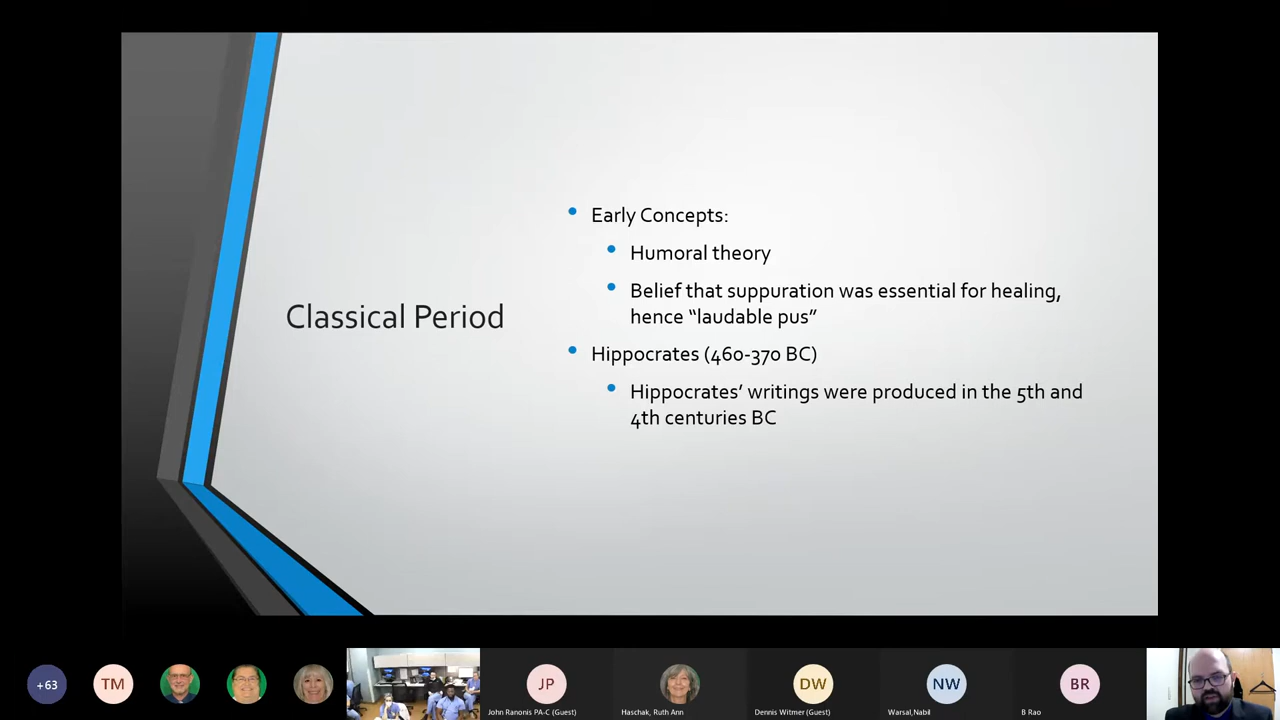 Classical Period
Early Concepts:
Humoral theory
Belief that suppuration was essential for healing,
hence “laudable pus”
Hippocrates (460-370 BC)
Hippocrates’ writings were produced in the 5th and
4th centuries BC
+63
TM
JP
John Ranonis PA-C (Guest)
Haschak, Ruth Ann
DW
Dennis Witmer (Guest)
NW
Warsal,Nabil
BR
B Rao